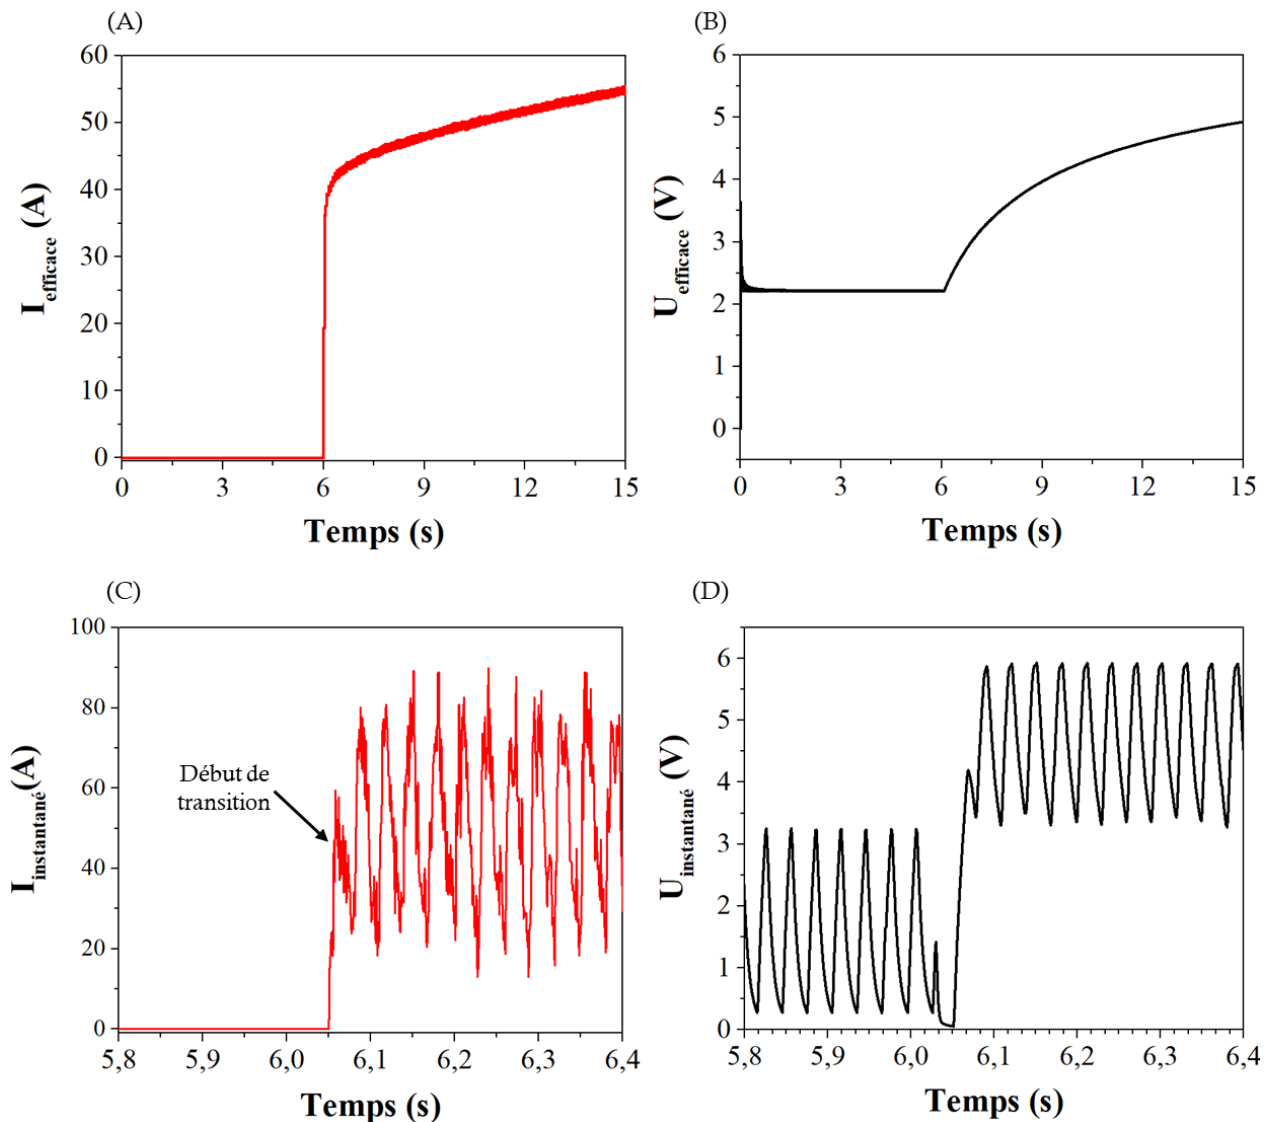 (A)
60
50
40
30
20
10
0
I efficace (A)
0 3 6 9 12 15
Temps (s)
(B)
6
5
4
3
2
1
0
U efficace (V)
0 3 6 9 12 15
Temps (s)
(C)
100
80
60
40
20
0
I instantané (A)
Début de
transition
5,8 5,9 6,0 6,1 6,2 6,3 6,4
Temps (s)
(D)
6
5
4
3
2
1
0
U instantané (V)
5,8 5,9 6,0 6,1 6,2 6,3 6,4
Temps (s)